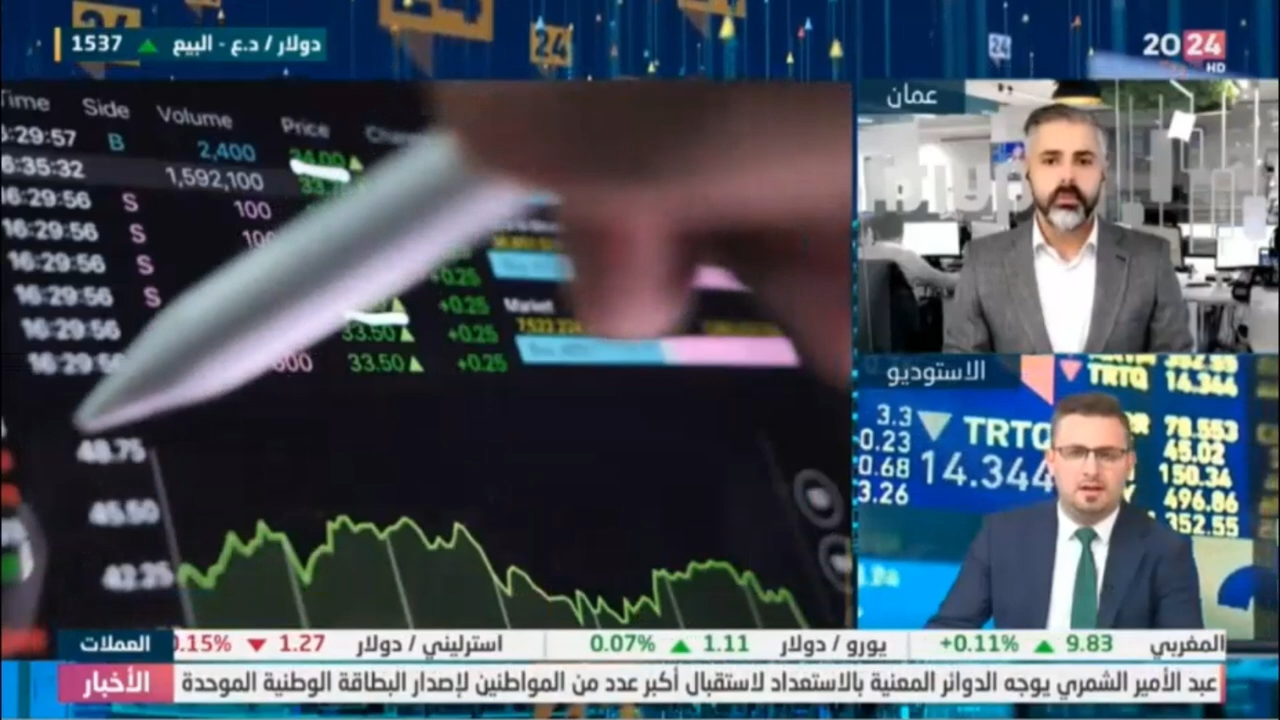 دولار / د.ع - البيع ▲ 1537
24
24
2024
HD
عمان
الاستوديو
Time Side Volume Price
6:29:57 B 2,400 34.00▲
6:35:32 1,592,100
16:29:56 S 100
16:29:56 S
16:29:56 S +0.25
16:29:56 S +0.25
16:29:56 33.50▲ +0.25
33.50▲ +0.25
Market
48.75
45.50
42.25
352.55
TRTQ 14.344
3.3 ▼ TRTQ 78.553
0.23 14.344 45.02
0.68 150.34
3.26 496.86
352.55
العملات
المغربي 9.83 ▲ +0.11%
يورو / دولار 1.11 ▲ 0.07%
استرليني / دولار 1.27 ▼ 0.15%
الأخبار
عبد الأمير الشمري يوجه الدوائر المعنية بالاستعداد لاستقبال أكبر عدد من المواطنين لإصدار البطاقة الوطنية الموحدة